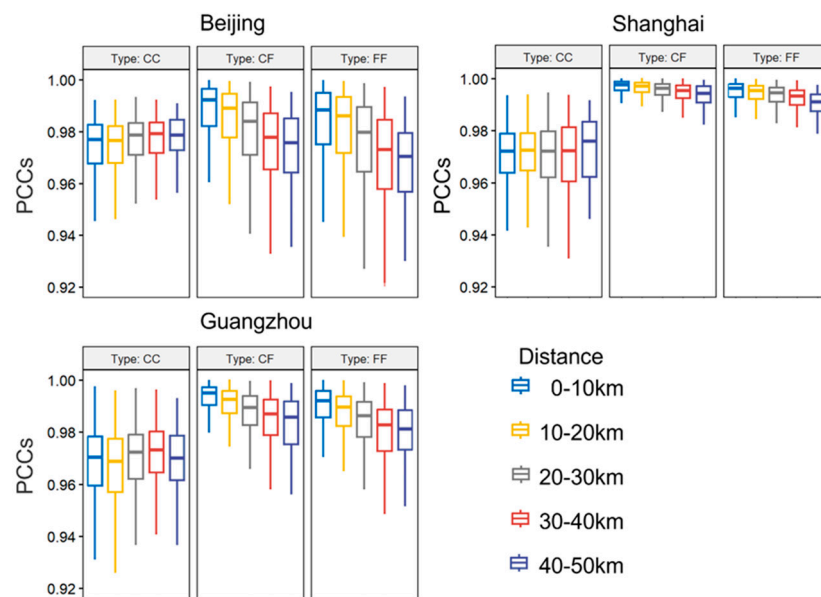 Beijing
Type: CC Type: CF Type: FF
PCCs
1.00
0.98
0.96
0.94
0.92
Shanghai
Type: CC Type: CF Type: FF
PCCs
1.00
0.98
0.96
0.94
0.92
Guangzhou
Type: CC Type: CF Type: FF
PCCs
1.00
0.98
0.96
0.94
0.92
Distance
0-10km
10-20km
20-30km
30-40km
40-50km